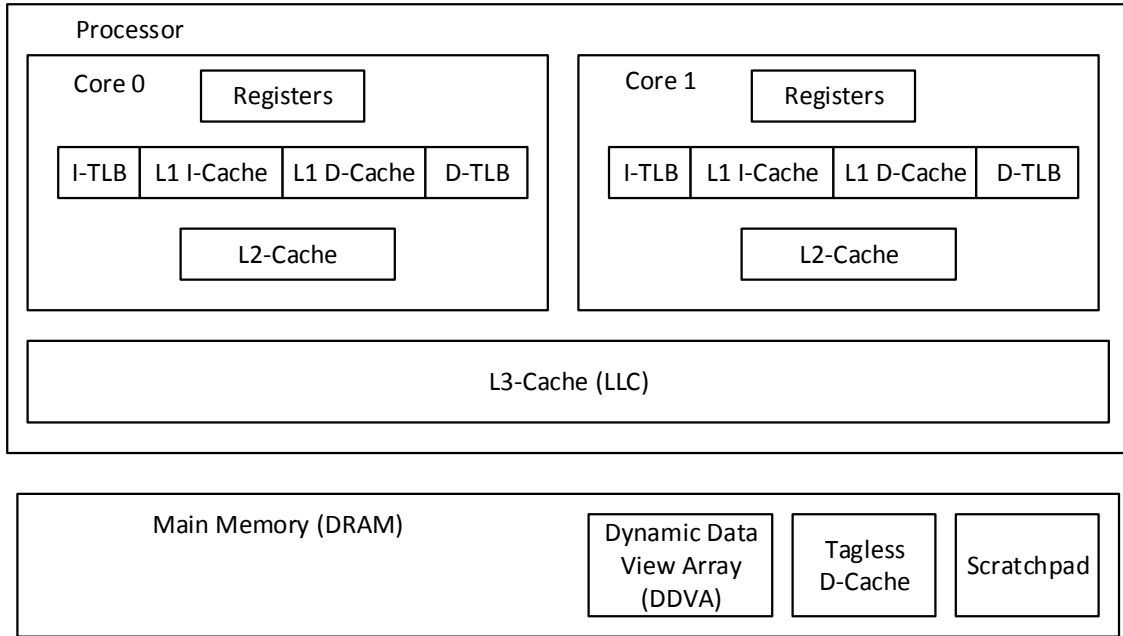 Processor
Core 0
Registers
I-TLB
L1 I-Cache
L1 D-Cache
D-TLB
L2-Cache
Core 1
Registers
I-TLB
L1 I-Cache
L1 D-Cache
D-TLB
L2-Cache
L3-Cache (LLC)
Main Memory (DRAM)
Dynamic Data
View Array
(DDVA)
Tagless
D-Cache
Scratchpad